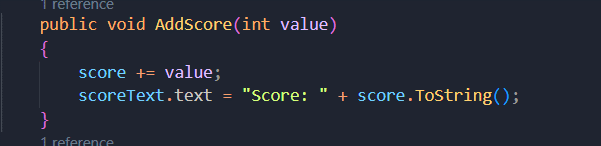 1 reference
public void AddScore(int value)
{
score += value;
scoreText.text = "Score: " + score.ToString();
}
1 reference